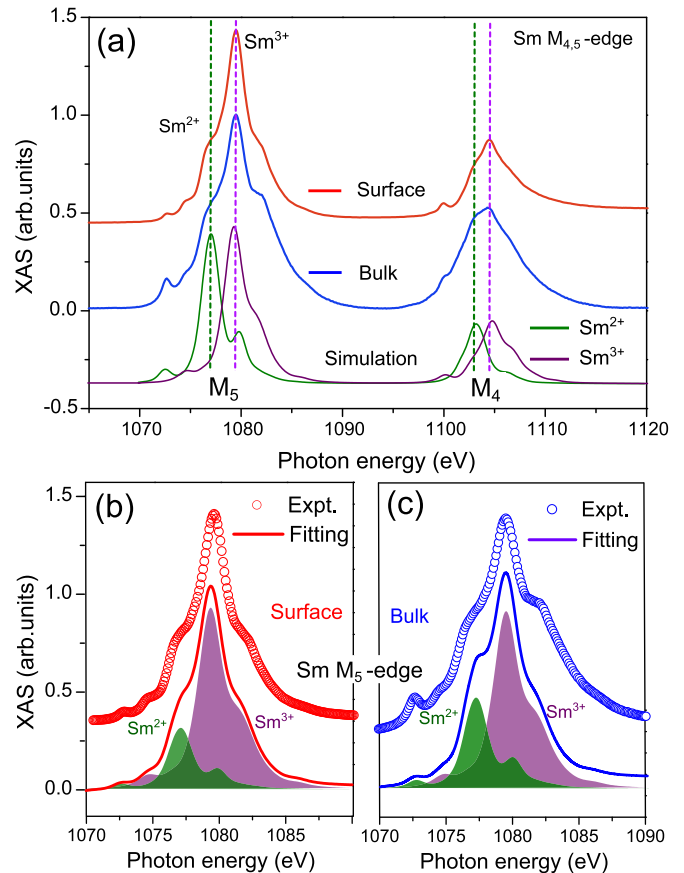 (a)
Sm M4,5-edge
Sm3+
Sm2+
Surface
Bulk
Sm2+
Sm3+
Simulation
M5
M4
XAS (arb.units)
1.5
1.0
0.5
0.0
-0.5
1070 1080 1090 1100 1110 1120
Photon energy (eV)
(b)
Expt.
Fitting
Surface
Sm2+
Sm3+
XAS (arb.units)
1.5
1.0
0.5
0.0
1070 1075 1080 1085
Photon energy (eV)
Sm M5-edge
(c)
Expt.
Fitting
Bulk
Sm2+
Sm3+
1070 1075 1080 1085 1090
Photon energy (eV)